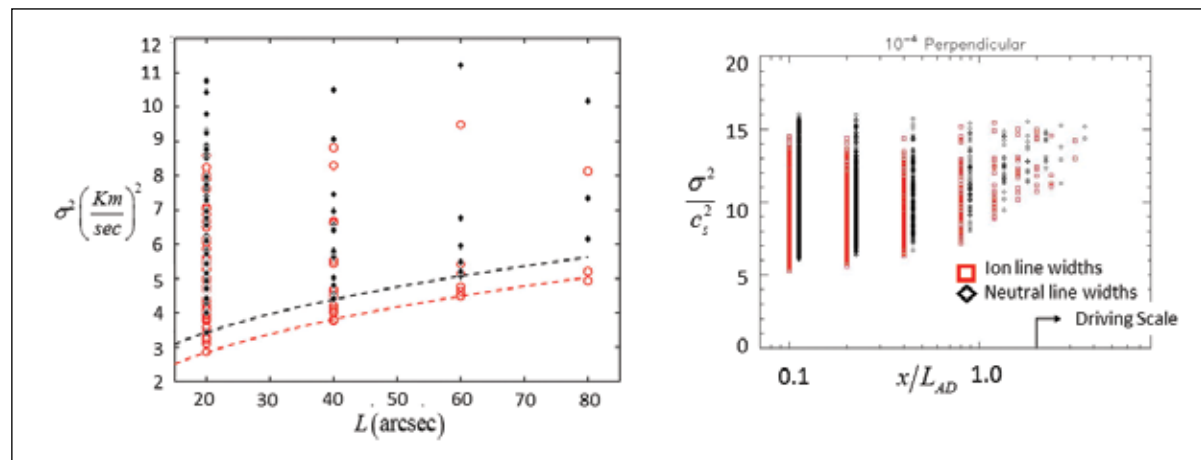 12
11
10
9
8
7
6
5
4
3
2
σ² (Km/sec)²
20 30 40 50 60 70 80
L(arcsec)
10⁻⁴ Perpendicular
20
15
10
5
0
σ²/c_s²
Ion line widths
Neutral line widths
Driving Scale
0.1 x/L_AD 1.0